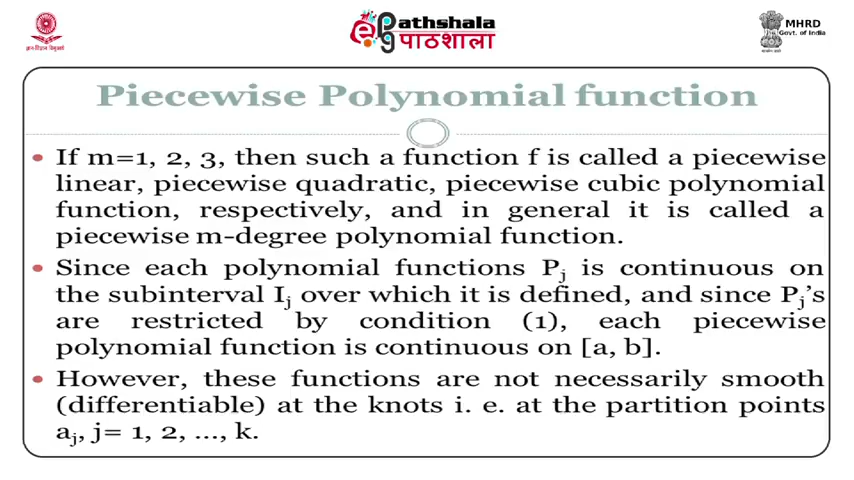 Pathshala
पाठशाला
MHRD
Govt. of India
Piecewise Polynomial function
• If m=1, 2, 3, then such a function f is called a piecewise
linear, piecewise quadratic, piecewise cubic polynomial
function, respectively, and in general it is called a
piecewise m-degree polynomial function.
• Since each polynomial functions Pj is continuous on
the subinterval Ij over which it is defined, and since Pj's
are restricted by condition (1), each piecewise
polynomial function is continuous on [a, b].
• However, these functions are not necessarily smooth
(differentiable) at the knots i. e. at the partition points
aj, j= 1, 2, ..., k.